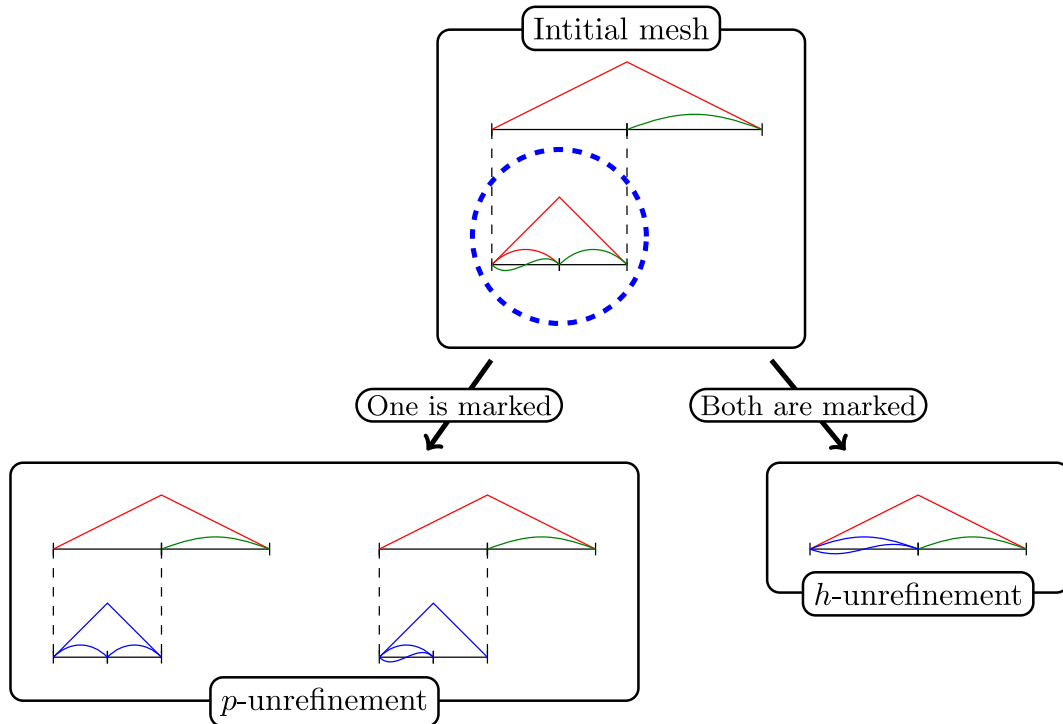 Intitial mesh
One is marked
Both are marked
h-unrefinement
p-unrefinement